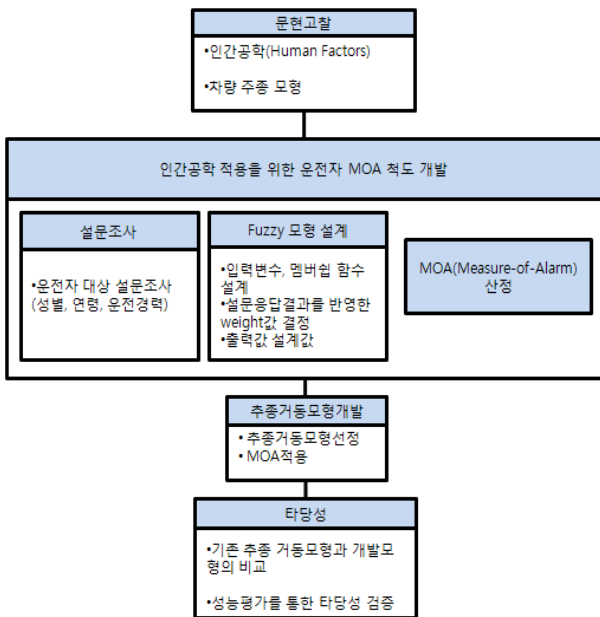 문현고찰
•인간공학(Human Factors)
•차량 주종 모형
인간공학 적용을 위한 운전자 MOA 척도 개발
설문조사
•운전자 대상 설문조사
(성별, 연령, 운전경력)
Fuzzy 모형 설계
•입력변수, 멤버쉽 함수
설계
•설문응답결과를 반영한
weight값 결정
•출력값 설계값
MOA(Measure-of-Alarm)
산정
추종거동모형개발
• 추종거동모형선정
• MOA적용
타당성
•기존 추종 거동모형과 개발모
형의 비교
•성능평가를 통한 타당성 검증